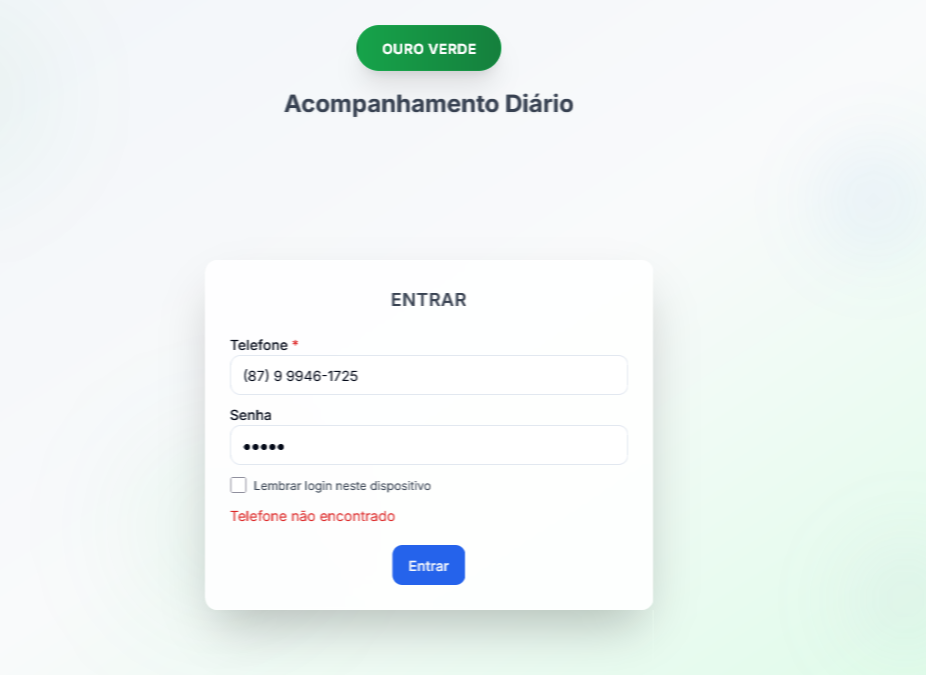 OURO VERDE
Acompanhamento Diário
ENTRAR
Telefone *
(87) 9 9946-1725
Senha
•••••
Lembrar login neste dispositivo
Telefone não encontrado
Entrar